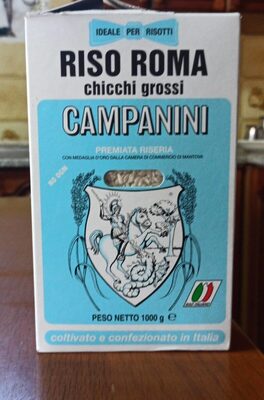 IDEALE PER RISOTTI
RISO ROMA
chicchi grossi
CAMPANINI
PREMIATA RISERIA
CON MEDAGLIA D'ORO DALLA CAMERA DI COMMERCIO DI MANTOVA
PESO NETTO 1000 g ℮
coltivato e confezionato in Italia